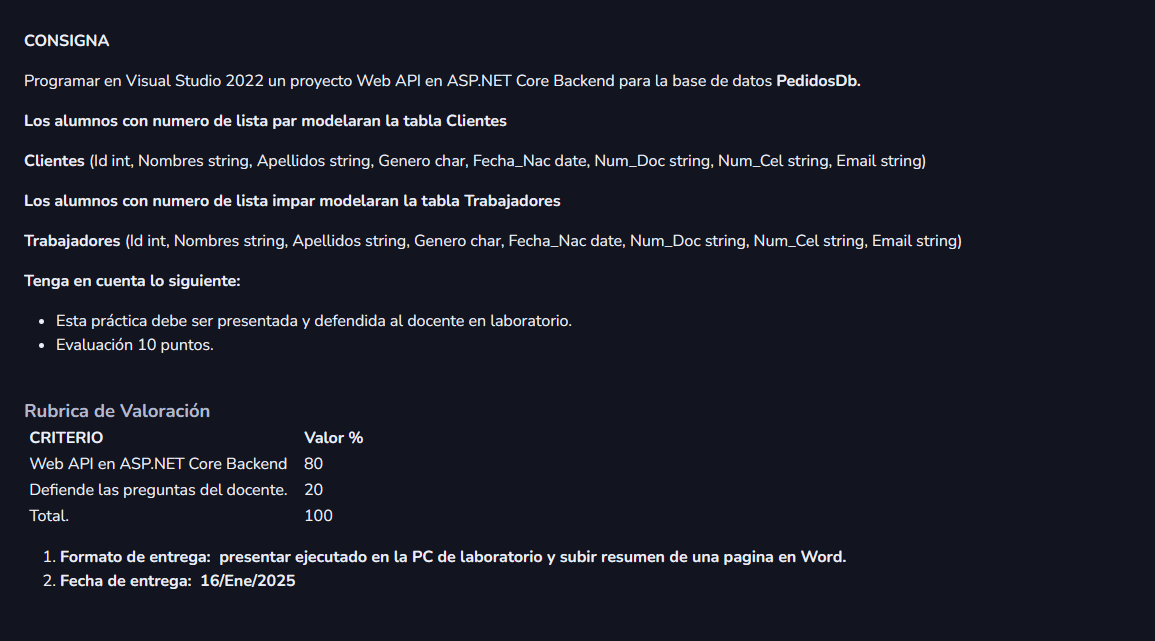 CONSIGNA
Programar en Visual Studio 2022 un proyecto Web API en ASP.NET Core Backend para la base de datos PedidosDb.
Los alumnos con numero de lista par modelaran la tabla Clientes
Clientes (Id int, Nombres string, Apellidos string, Genero char, Fecha_Nac date, Num_Doc string, Num_Cel string, Email string)
Los alumnos con numero de lista impar modelaran la tabla Trabajadores
Trabajadores (Id int, Nombres string, Apellidos string, Genero char, Fecha_Nac date, Num_Doc string, Num_Cel string, Email string)
Tenga en cuenta lo siguiente:
• Esta práctica debe ser presentada y defendida al docente en laboratorio.
• Evaluación 10 puntos.
Rubrica de Valoración
CRITERIO Valor %
Web API en ASP.NET Core Backend 80
Defiende las preguntas del docente. 20
Total. 100
1. Formato de entrega: presentar ejecutado en la PC de laboratorio y subir resumen de una pagina en Word.
2. Fecha de entrega: 16/Ene/2025